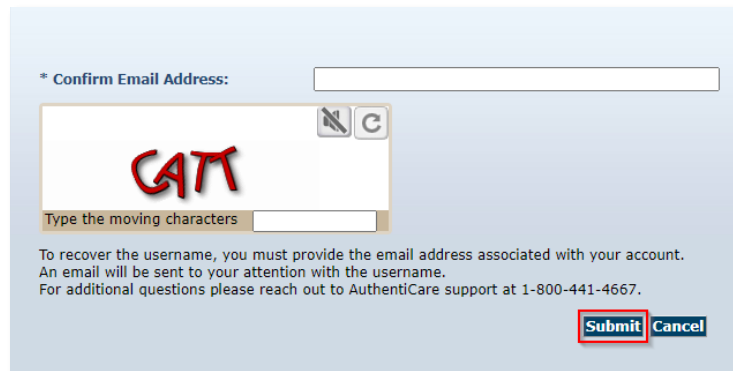 * Confirm Email Address:
CATT
Type the moving characters
To recover the username, you must provide the email address associated with your account.
An email will be sent to your attention with the username.
For additional questions please reach out to AuthentiCare support at 1-800-441-4667.
Submit Cancel